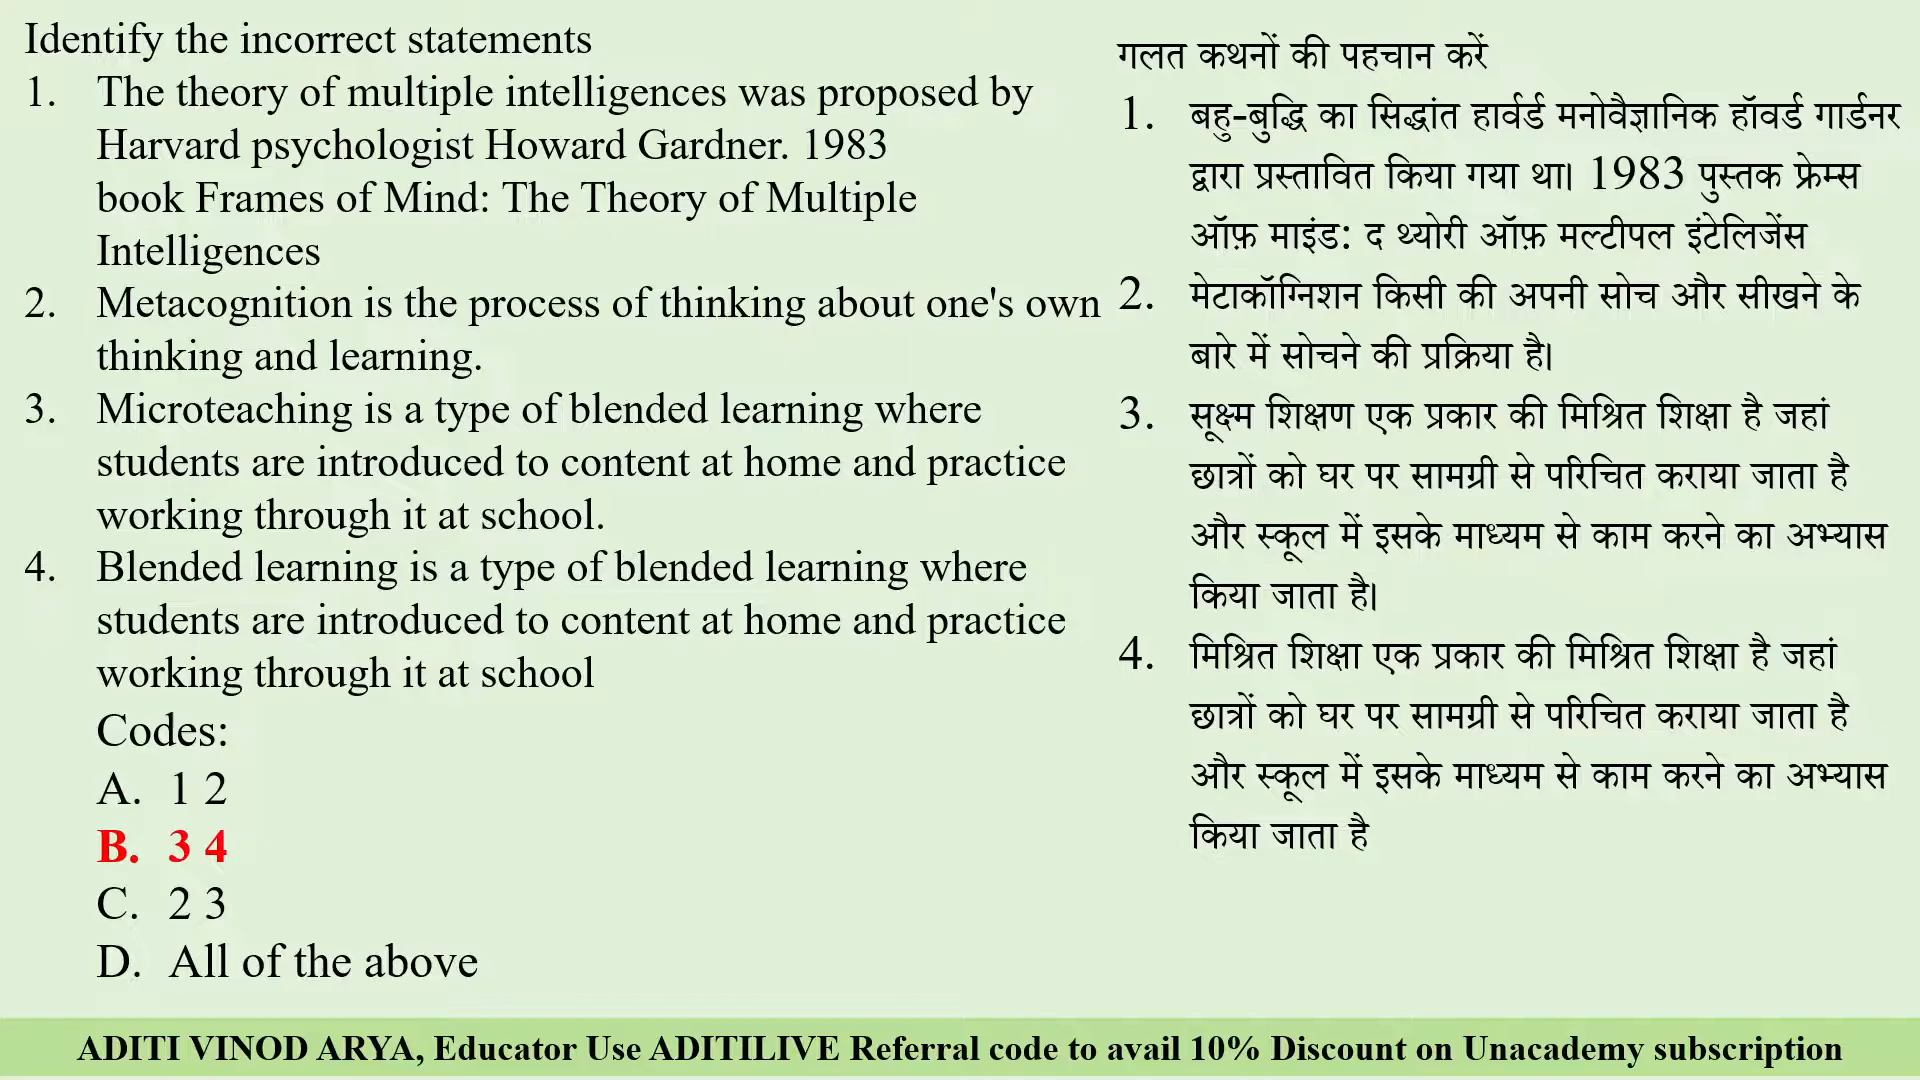 Identify the incorrect statements
1. The theory of multiple intelligences was proposed by
Harvard psychologist Howard Gardner. 1983
book Frames of Mind: The Theory of Multiple
Intelligences
2. Metacognition is the process of thinking about one's own
thinking and learning.
3. Microteaching is a type of blended learning where
students are introduced to content at home and practice
working through it at school.
4. Blended learning is a type of blended learning where
students are introduced to content at home and practice
working through it at school
Codes:
A. 1 2
B. 3 4
C. 2 3
D. All of the above
गलत कथनों की पहचान करें
1. बहु-बुद्धि का सिद्धांत हार्वर्ड मनोवैज्ञानिक हॉवर्ड गार्डनर
द्वारा प्रस्तावित किया गया था। 1983 पुस्तक फ्रेम्स
ऑफ़ माइंड: द थ्योरी ऑफ़ मल्टीपल इंटेलिजेंस
2. मेटाकॉग्निशन किसी की अपनी सोच और सीखने के
बारे में सोचने की प्रक्रिया है।
3. सूक्ष्म शिक्षण एक प्रकार की मिश्रित शिक्षा है जहां
छात्रों को घर पर सामग्री से परिचित कराया जाता है
और स्कूल में इसके माध्यम से काम करने का अभ्यास
किया जाता है।
4. मिश्रित शिक्षा एक प्रकार की मिश्रित शिक्षा है जहां
छात्रों को घर पर सामग्री से परिचित कराया जाता है
और स्कूल में इसके माध्यम से काम करने का अभ्यास
किया जाता है
ADITI VINOD ARYA, Educator Use ADITILIVE Referral code to avail 10% Discount on Unacademy subscription